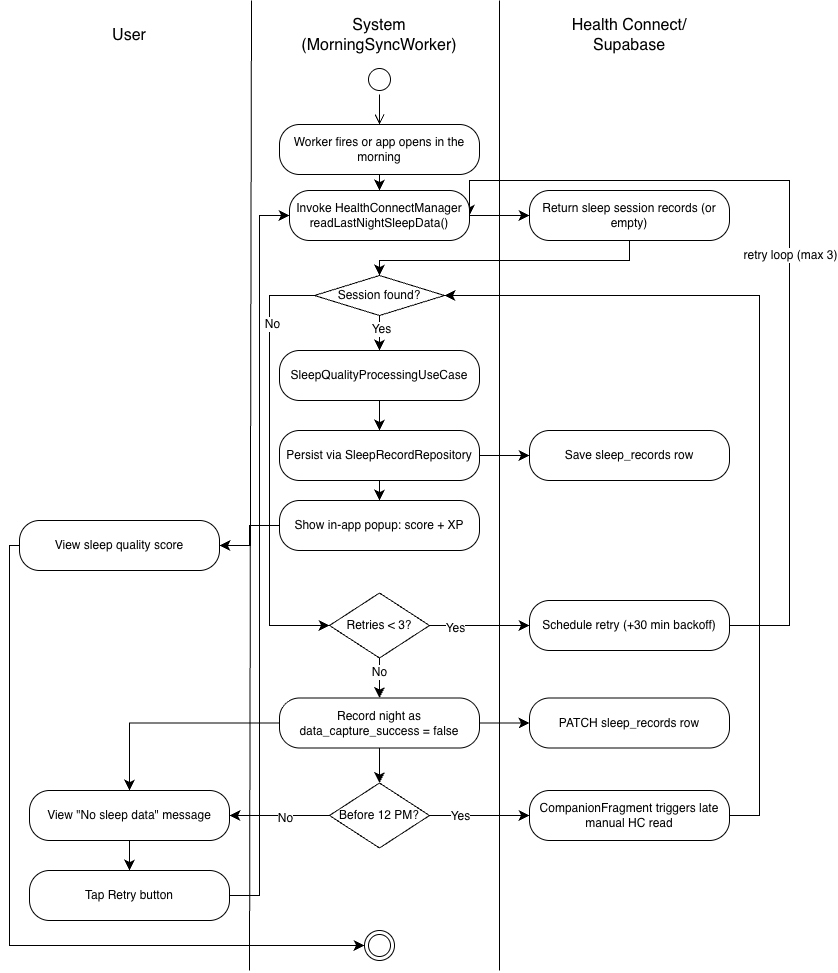 User
System
(MorningSyncWorker)
Health Connect/
Supabase
Worker fires or app opens in the
morning
Invoke HealthConnectManager
readLastNightSleepData()
Return sleep session records (or
empty)
retry loop (max 3)
Session found?
No
Yes
SleepQualityProcessingUseCase
Persist via SleepRecordRepository
Save sleep_records row
Show in-app popup: score + XP
View sleep quality score
Retries < 3?
Yes
Schedule retry (+30 min backoff)
No
Record night as
data_capture_success = false
PATCH sleep_records row
View "No sleep data" message
No
Before 12 PM?
Yes
CompanionFragment triggers late
manual HC read
Tap Retry button